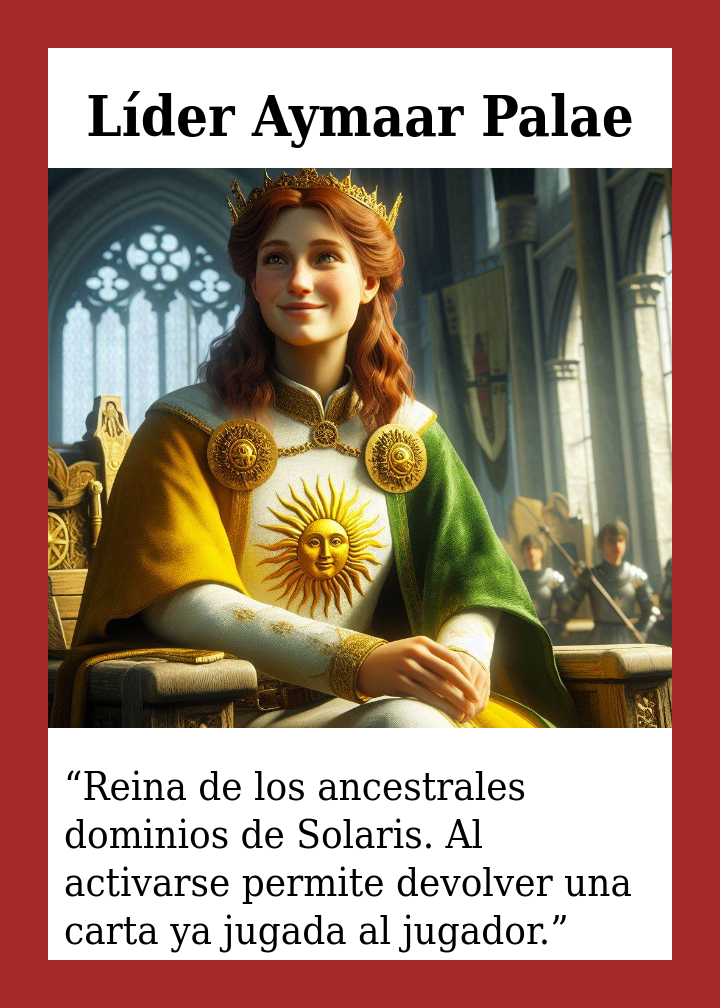 Líder Aymaar Palae
“Reina de los ancestrales
dominios de Solaris. Al
activarse permite devolver una
carta ya jugada al jugador.”